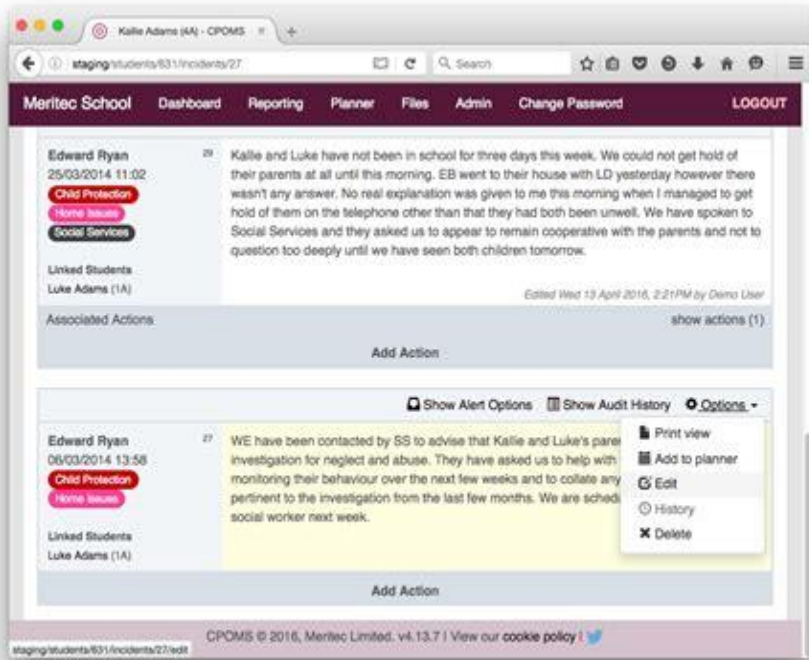 Kallie Adams (4A) - CPOMS
staging/students/631/incidents/27
Search
Meritec School Dashboard Reporting Planner Files Admin Change Password LOGOUT
Edward Ryan 29
25/03/2014 11:02
Child Protection
Home Issues
Social Services
Linked Students
Luke Adams (1A)
Kallie and Luke have not been in school for three days this week. We could not get hold of
their parents at all until this morning. EB went to their house with LD yesterday however there
wasn't any answer. No real explanation was given to me this morning when I managed to get
hold of them on the telephone other than that they had both been unwell. We have spoken to
Social Services and they asked us to appear to remain cooperative with the parents and not to
question too deeply until we have seen both children tomorrow.
Edited Wed 13 April 2016, 2:21PM by Demo User
Associated Actions show actions (1)
Add Action
Show Alert Options Show Audit History Options
Print view
Add to planner
Edit
History
Delete
Edward Ryan 27
06/03/2014 13:58
Child Protection
Home Issues
Linked Students
Luke Adams (1A)
WE have been contacted by SS to advise that Kallie and Luke's pare
investigation for neglect and abuse. They have asked us to help with
monitoring their behaviour over the next few weeks and to collate any
pertinent to the investigation from the last few months. We are sched
social worker next week.
Add Action
CPOMS © 2016, Meritec Limited. v4.13.7 | View our cookie policy |
staging/students/631/incidents/27/edit